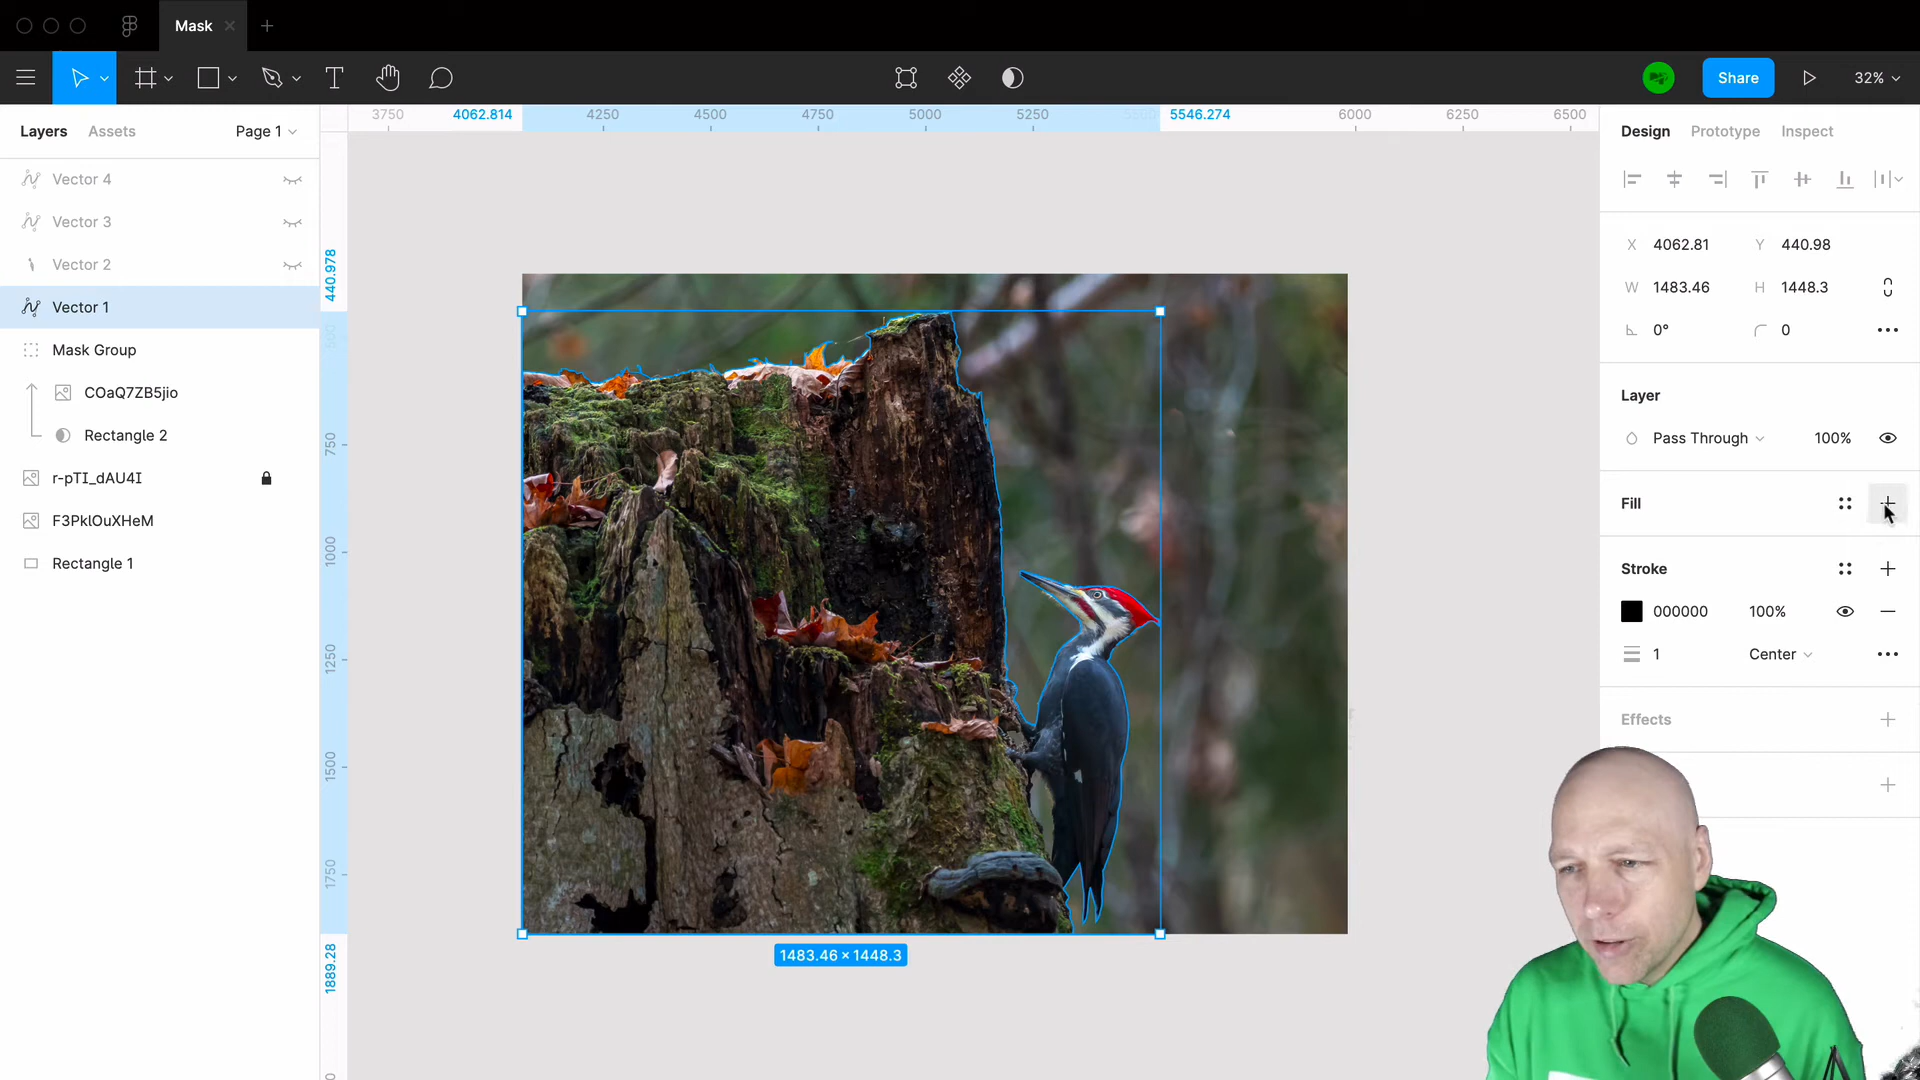 Mask
Share
32%
Layers
Assets
Page 1
3750
4062.814
4250
4500
4750
5000
5250
5546.274
6000
6250
6500
Design
Prototype
Inspect
Vector 4
Vector 3
Vector 2
Vector 1
Mask Group
COaQ7ZB5jio
Rectangle 2
r-pTI_dAU4I
F3PklOuXHeM
Rectangle 1
440.978
750
1000
1250
1500
1750
1889.28
1483.46 × 1448.3
X 4062.81 Y 440.98
W 1483.46 H 1448.3
0° 0
Layer
Pass Through 100%
Fill
Stroke
000000 100%
1 Center
Effects